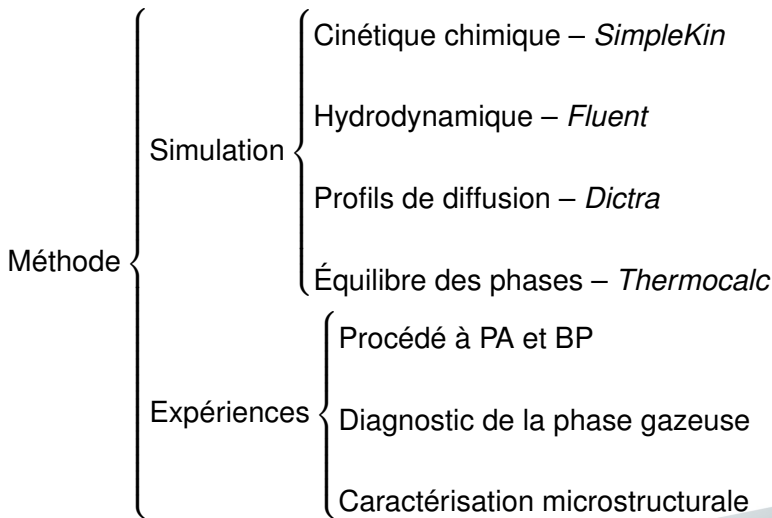 Cinétique chimique – SimpleKin
Hydrodynamique – Fluent
Simulation
Profils de diffusion – Dictra
Méthode
Équilibre des phases – Thermocalc
Procédé à PA et BP
Expériences
Diagnostic de la phase gazeuse
Caractérisation microstructurale